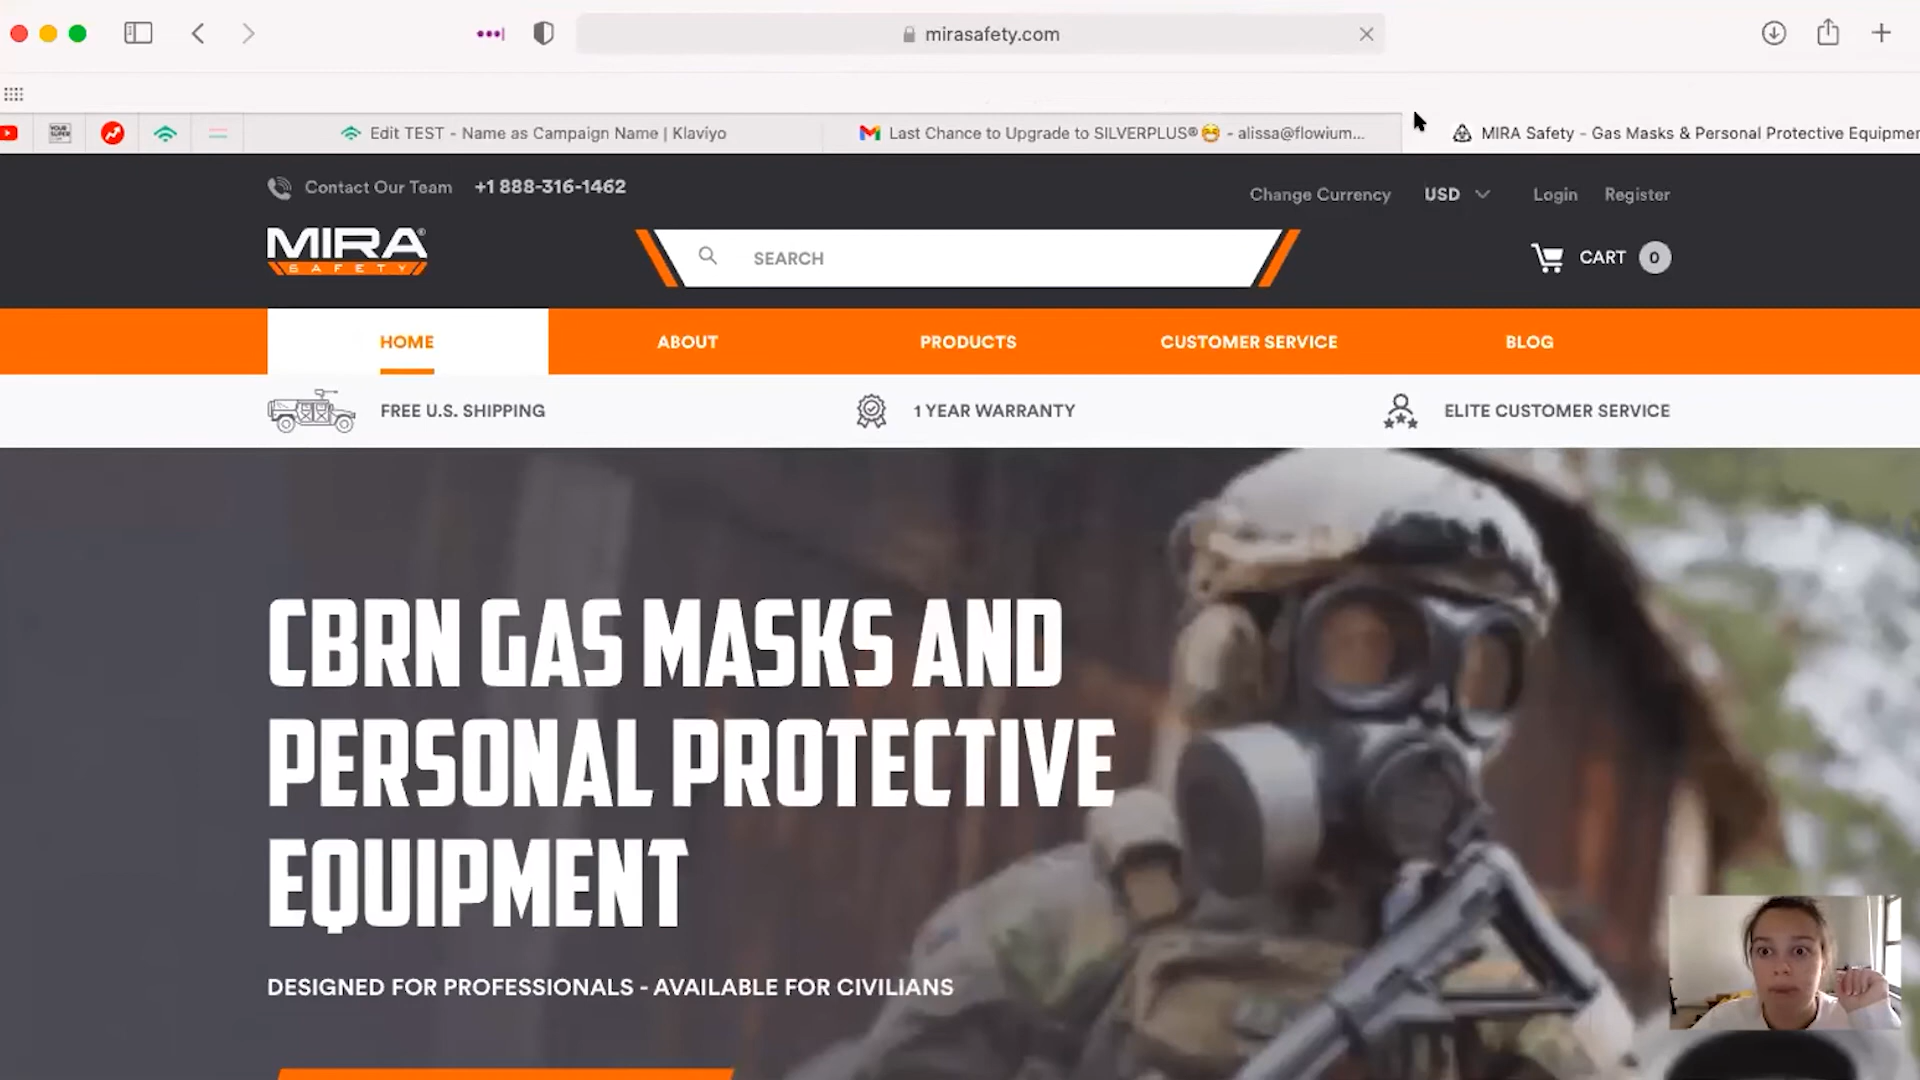 mirasafety.com
Edit TEST - Name as Campaign Name | Klaviyo
Last Chance to Upgrade to SILVERPLUS®😷 - alissa@flowium...
MIRA Safety - Gas Masks & Personal Protective Equipmen
Contact Our Team +1 888-316-1462
Change Currency USD Login Register
MIRA®
SAFETY
SEARCH
CART 0
HOME ABOUT PRODUCTS CUSTOMER SERVICE BLOG
FREE U.S. SHIPPING 1 YEAR WARRANTY ELITE CUSTOMER SERVICE
CBRN GAS MASKS AND
PERSONAL PROTECTIVE
EQUIPMENT
DESIGNED FOR PROFESSIONALS - AVAILABLE FOR CIVILIANS